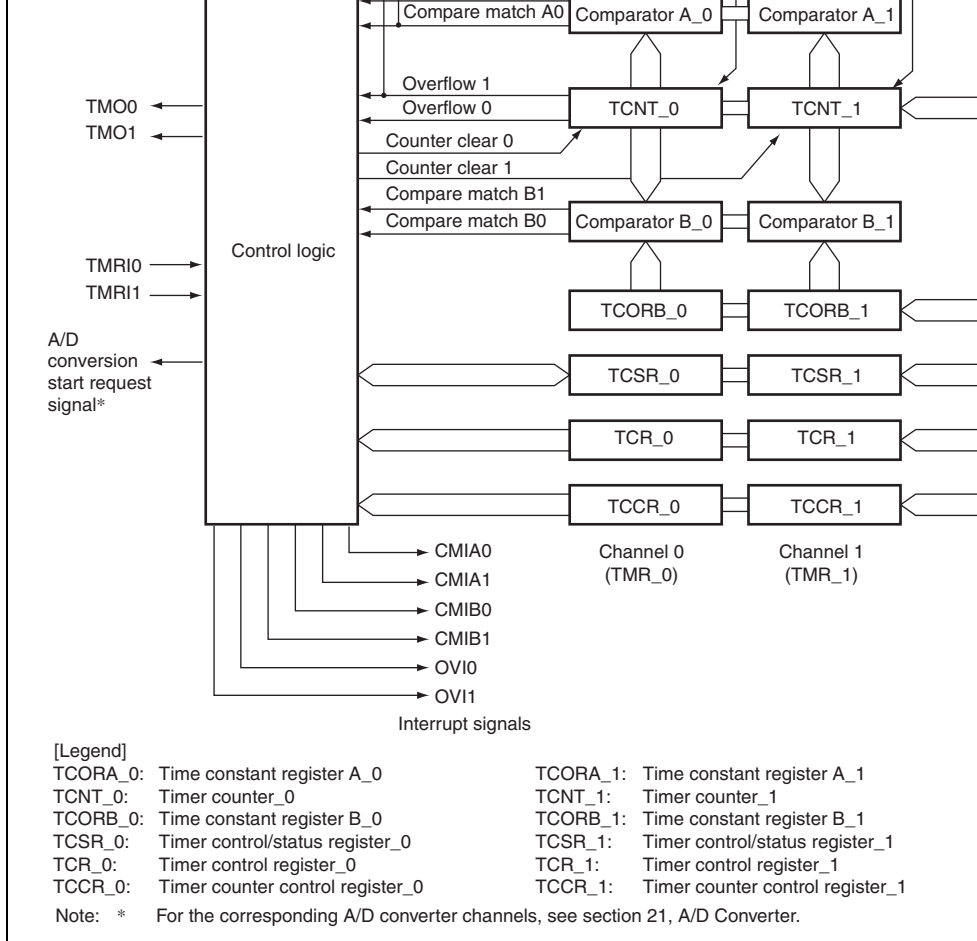 Compare match A0
Comparator A_0
Comparator A_1
Overflow 1
TMO0
Overflow 0
TCNT_0
TCNT_1
TMO1
Counter clear 0
Counter clear 1
Compare match B1
Compare match B0
Comparator B_0
Comparator B_1
Control logic
TMRI0
TMRI1
TCORB_0
TCORB_1
A/D
conversion
start request
signal*
TCSR_0
TCSR_1
TCR_0
TCR_1
TCCR_0
TCCR_1
CMIA0
CMIA1
CMIB0
CMIB1
OVI0
OVI1
Interrupt signals
Channel 0
(TMR_0)
Channel 1
(TMR_1)
[Legend]
TCORA_0: Time constant register A_0 TCORA_1: Time constant register A_1
TCNT_0: Timer counter_0 TCNT_1: Timer counter_1
TCORB_0: Time constant register B_0 TCORB_1: Time constant register B_1
TCSR_0: Timer control/status register_0 TCSR_1: Timer control/status register_1
TCR_0: Timer control register_0 TCR_1: Timer control register_1
TCCR_0: Timer counter control register_0 TCCR_1: Timer counter control register_1
Note: * For the corresponding A/D converter channels, see section 21, A/D Converter.